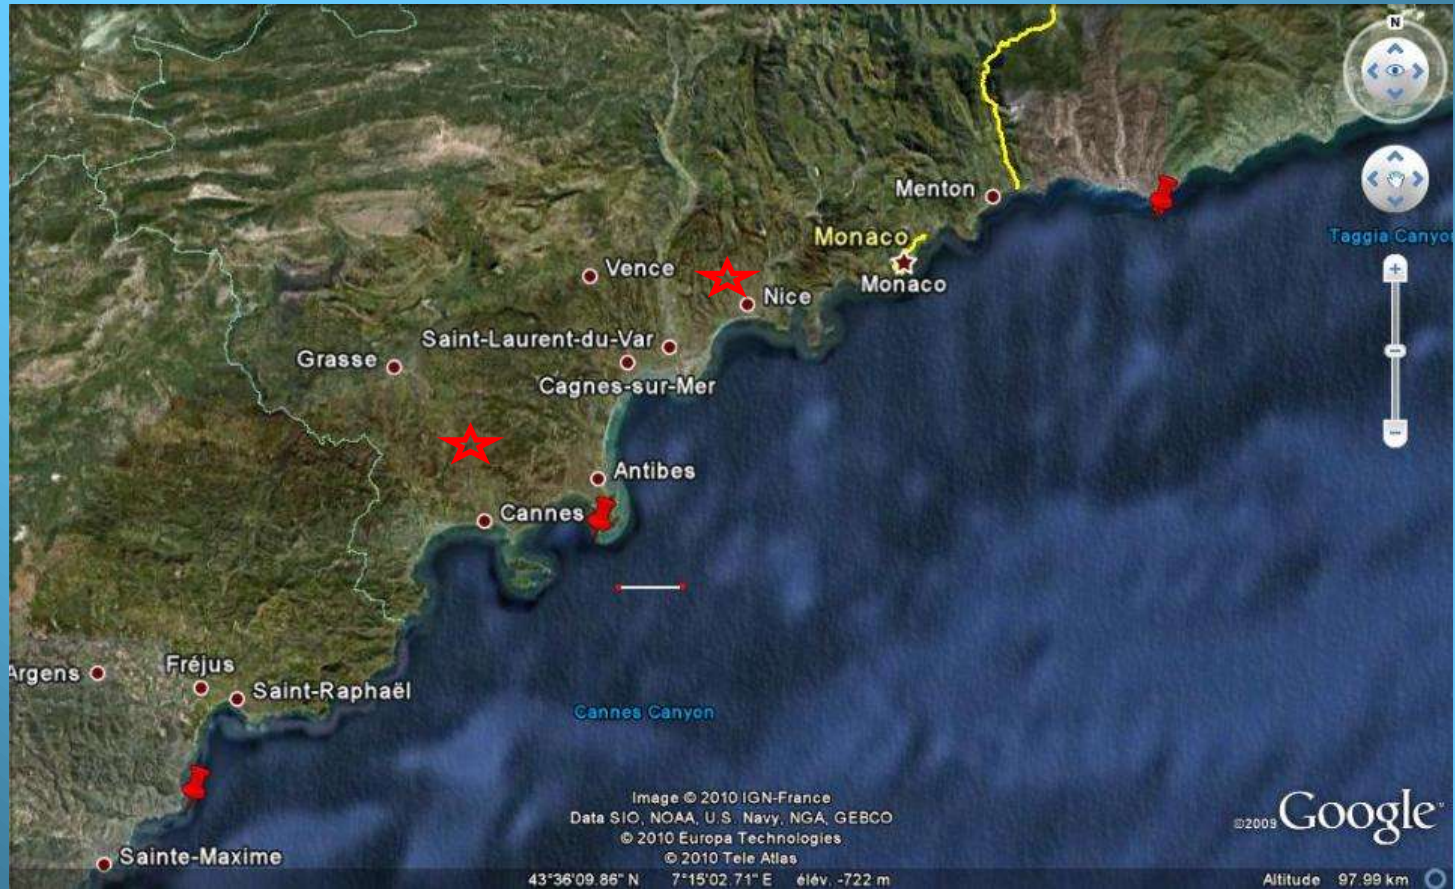 N
Menton
Monaco
Taggia Canyon
Vence
Monaco
Nice
Saint-Laurent-du-Var
Grasse
Cagnes-sur-Mer
Antibes
Cannes
Fréjus
Argens
Saint-Raphaël
Cannes Canyon
Image © 2010 IGN-France
Data SIO, NOAA, U.S. Navy, NGA, GEBCO
© 2010 Europa Technologies
© 2010 Tele Atlas
©2009 Google™
Sainte-Maxime
43°36'09.86" N 7°15'02.71" E élév. -722 m
Altitude 97.99 km